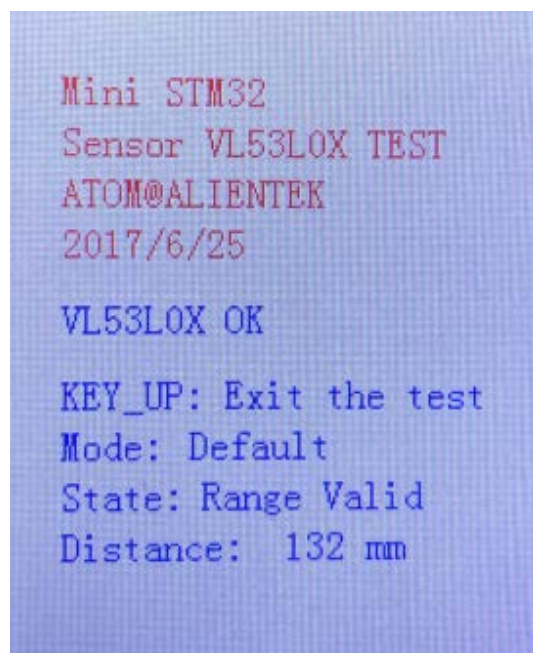 Mini STM32
Sensor VL53L0X TEST
ATOM@ALIENTEK
2017/6/25
VL53L0X OK
KEY_UP: Exit the test
Mode: Default
State: Range Valid
Distance: 132 mm